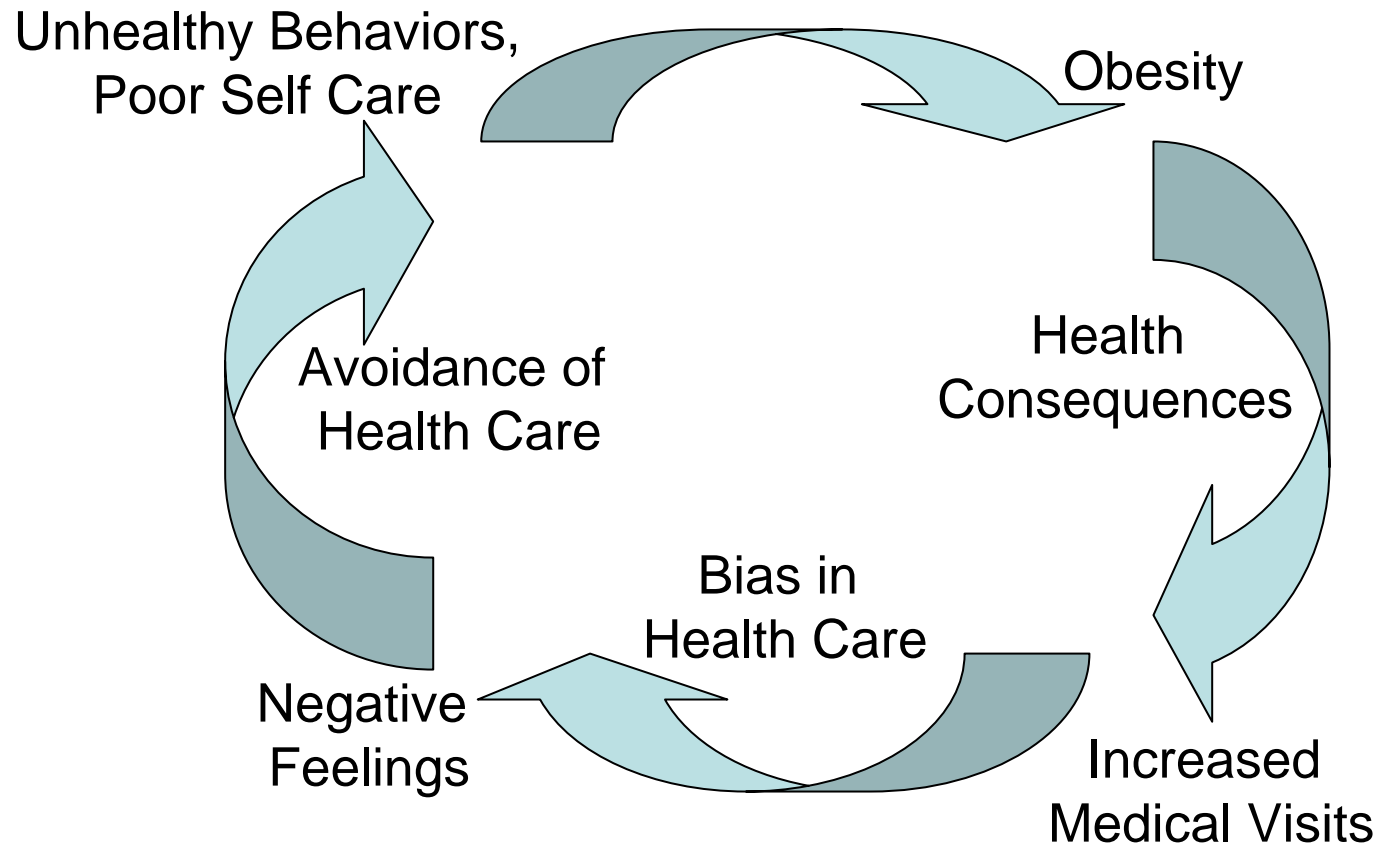 Unhealthy Behaviors,
Poor Self Care
Obesity
Health
Consequences
Increased
Medical Visits
Bias in
Health Care
Negative
Feelings
Avoidance of
Health Care